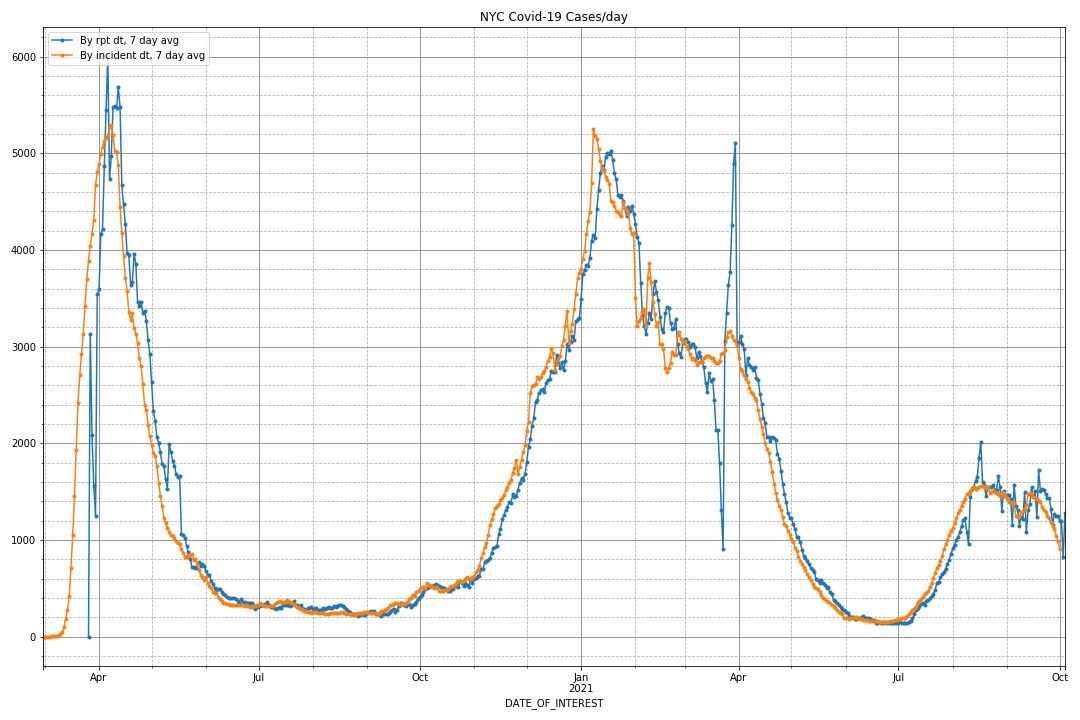 NYC Covid-19 Cases/day
By rpt dt, 7 day avg
By incident dt, 7 day avg
6000
5000
4000
3000
2000
1000
0
Apr
Jul
Oct
Jan
2021
Apr
Jul
Oct
DATE_OF_INTEREST